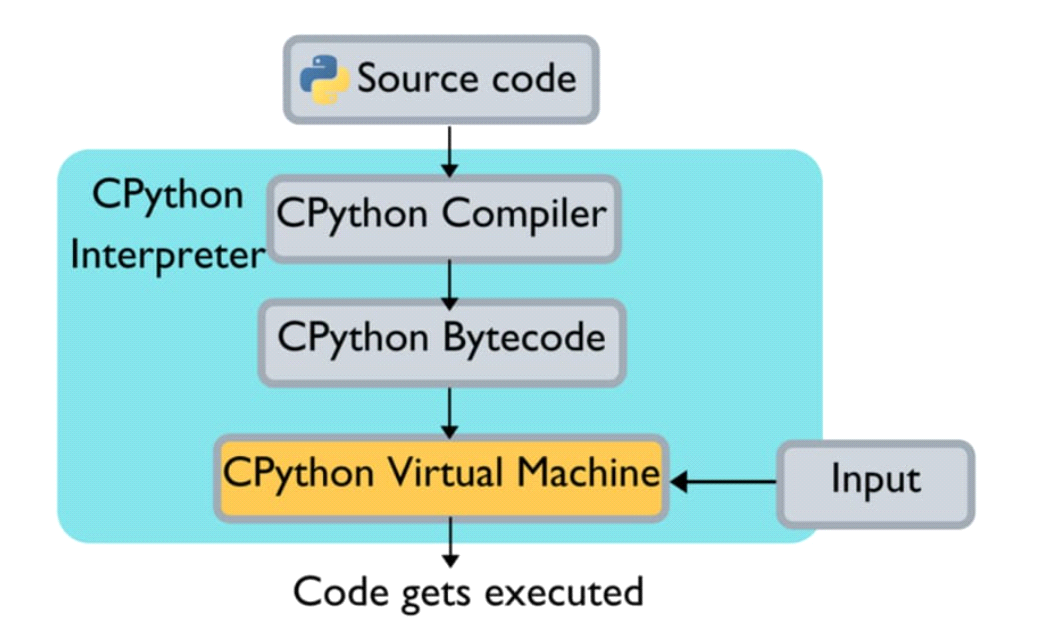 Source code
CPython
Interpreter
CPython Compiler
CPython Bytecode
CPython Virtual Machine
Input
Code gets executed